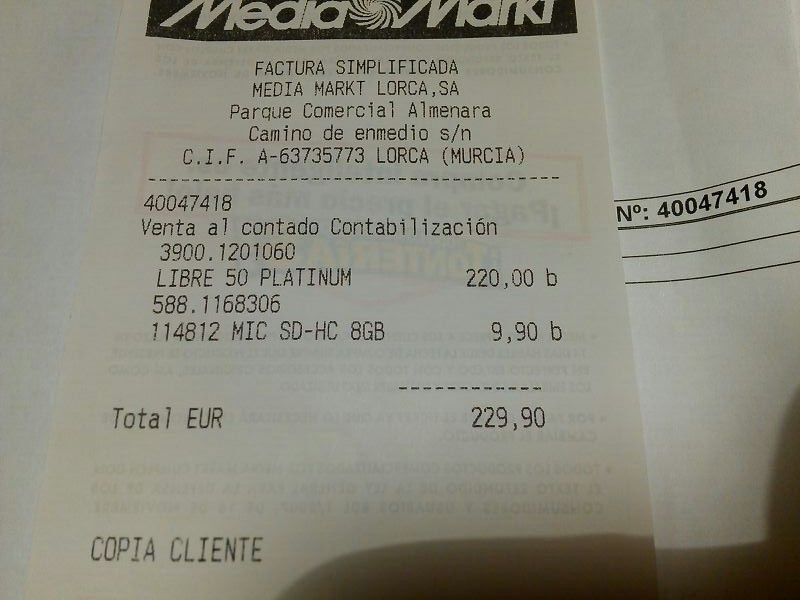 Media Markt
FACTURA SIMPLIFICADA
MEDIA MARKT LORCA,SA
Parque Comercial Almenara
Camino de enmedio s/n
C.I.F. A-63735773 LORCA (MURCIA)
40047418
Venta al contado Contabilización
3900.1201060
LIBRE 50 PLATINUM 220,00 b
588.1168306
114812 MIC SD-HC 8GB 9,90 b
Total EUR 229,90
COPIA CLIENTE
Nº: 40047418